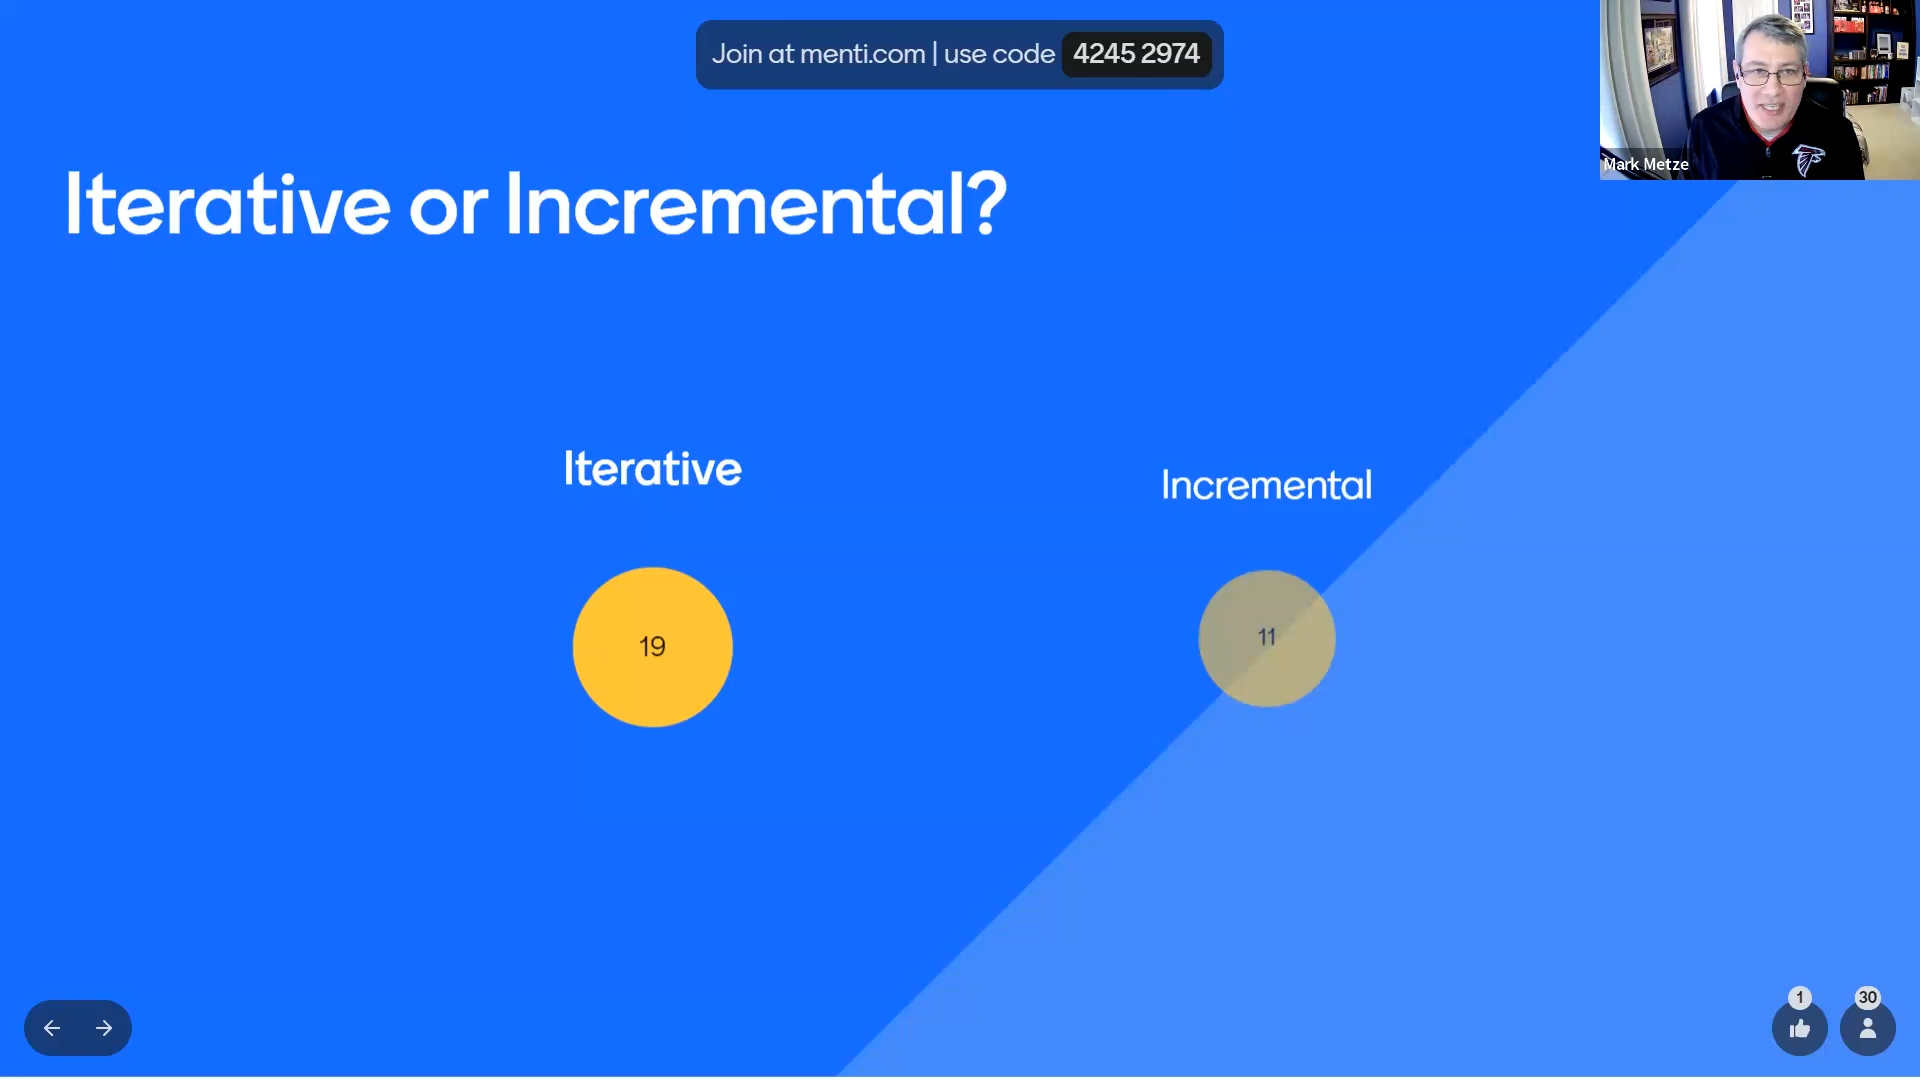 Join at menti.com | use code 4245 2974
Mark Metze
Iterative or Incremental?
Iterative
Incremental
19
11
1
30